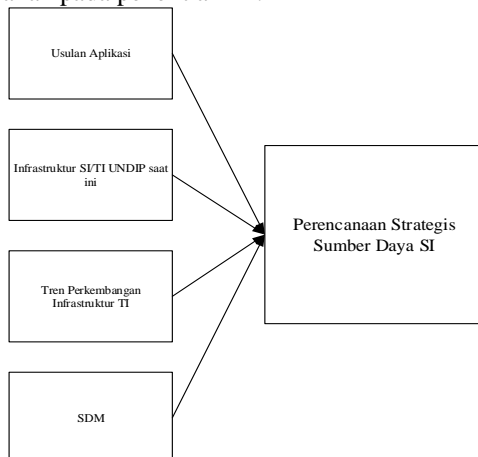 Usulan Aplikasi
Infrastruktur SI/TI UNDIP saat
ini
Perencanaan Strategis
Sumber Daya SI
Tren Perkembangan
Infrastruktur TI
SDM